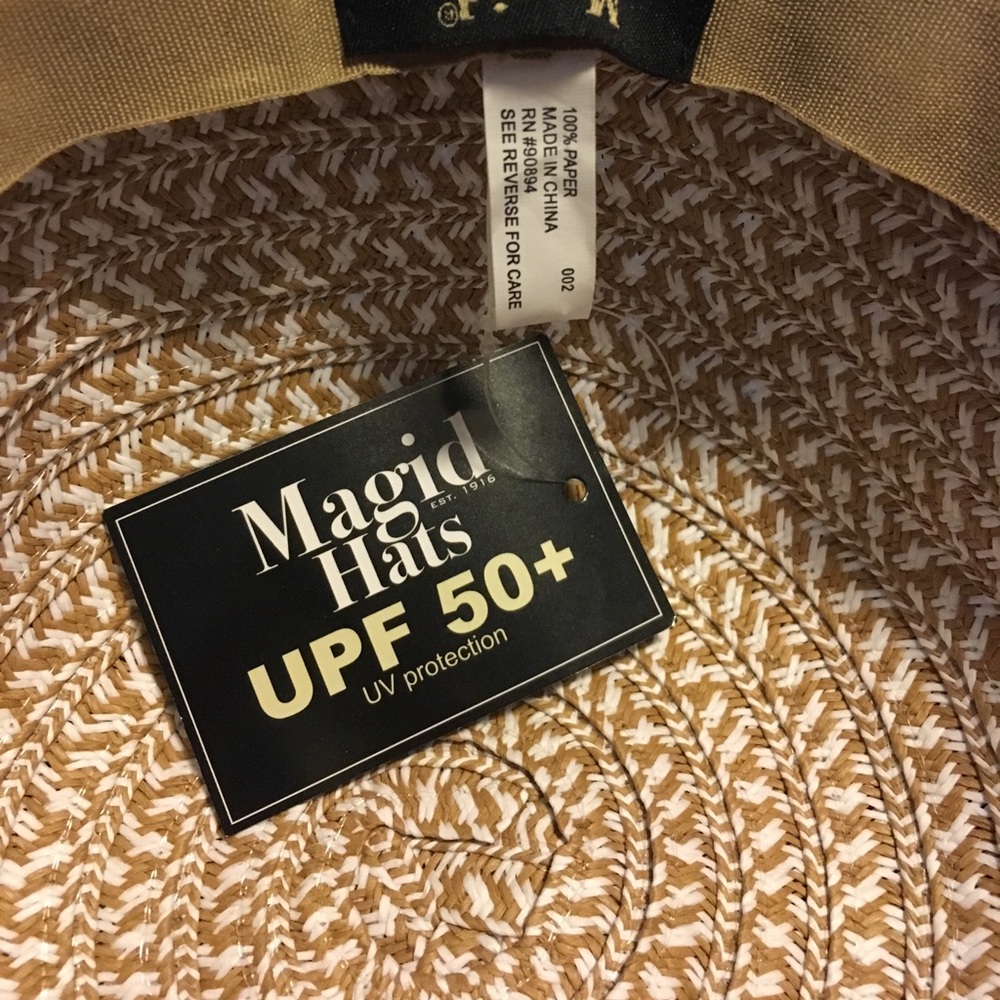 100% PAPER
MADE IN CHINA 002
RN #90894
SEE REVERSE FOR CARE
Magid
EST. 1916
Hats
UPF 50+
UV protection